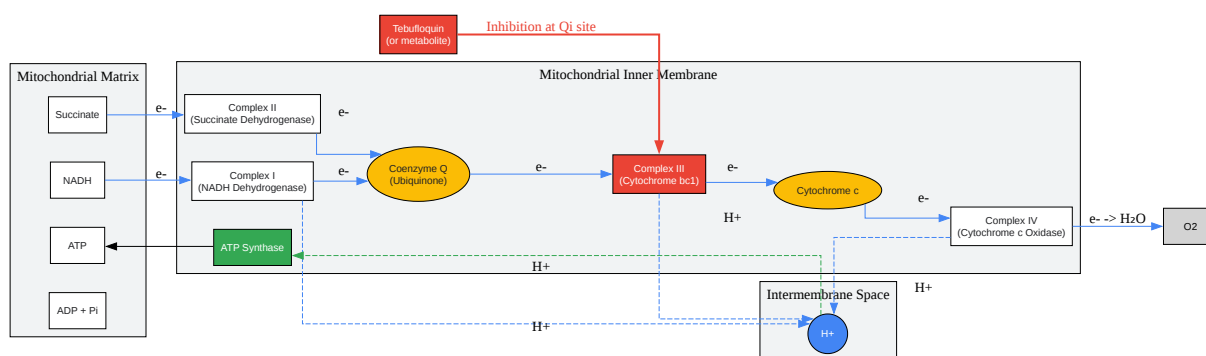 Tebufloquin
(or metabolite)
Inhibition at Qi site
Mitochondrial Matrix
Mitochondrial Inner Membrane
Succinate
e-
Complex II
(Succinate Dehydrogenase)
e-
NADH
e-
Complex I
(NADH Dehydrogenase)
e-
Coenzyme Q
(Ubiquinone)
e-
Complex III
(Cytochrome bc1)
e-
Cytochrome c
e-
H+
Complex IV
(Cytochrome c Oxidase)
e- -> H₂O
O2
ATP
ATP Synthase
H+
H+
ADP + Pi
Intermembrane Space
H+
H+